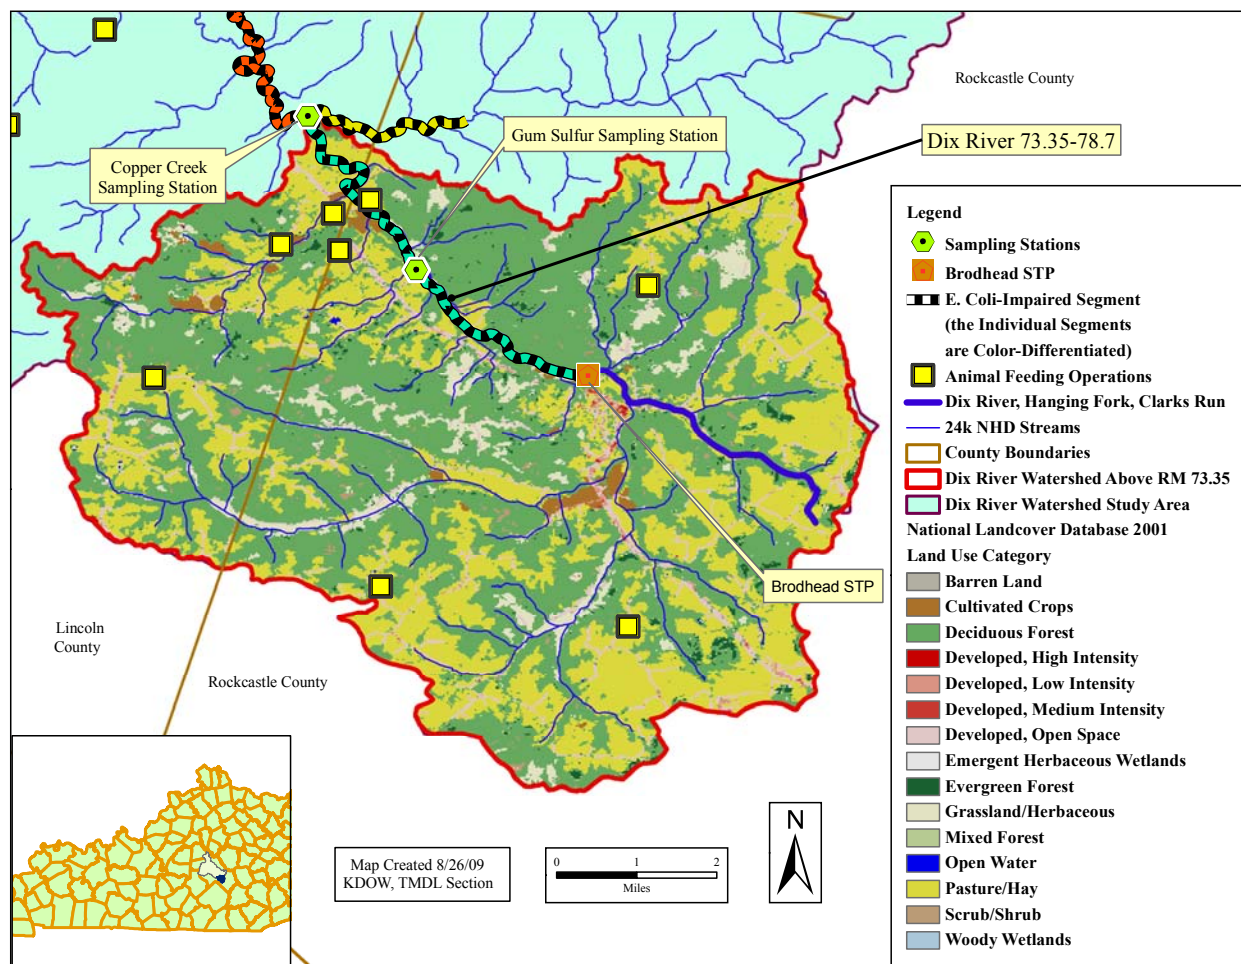 Rockcastle County
Gum Sulfur Sampling Station
Dix River 73.35-78.7
Copper Creek
Sampling Station
Legend
Sampling Stations
Brodhead STP
E. Coli-Impaired Segment
(the Individual Segments
are Color-Differentiated)
Animal Feeding Operations
Dix River, Hanging Fork, Clarks Run
24k NHD Streams
County Boundaries
Dix River Watershed Above RM 73.35
Dix River Watershed Study Area
National Landcover Database 2001
Land Use Category
Barren Land
Cultivated Crops
Deciduous Forest
Developed, High Intensity
Developed, Low Intensity
Developed, Medium Intensity
Developed, Open Space
Emergent Herbaceous Wetlands
Evergreen Forest
Grassland/Herbaceous
Mixed Forest
Open Water
Pasture/Hay
Scrub/Shrub
Woody Wetlands
Brodhead STP
Lincoln
County
Rockcastle County
Map Created 8/26/09
KDOW, TMDL Section
0 1 2
Miles
N